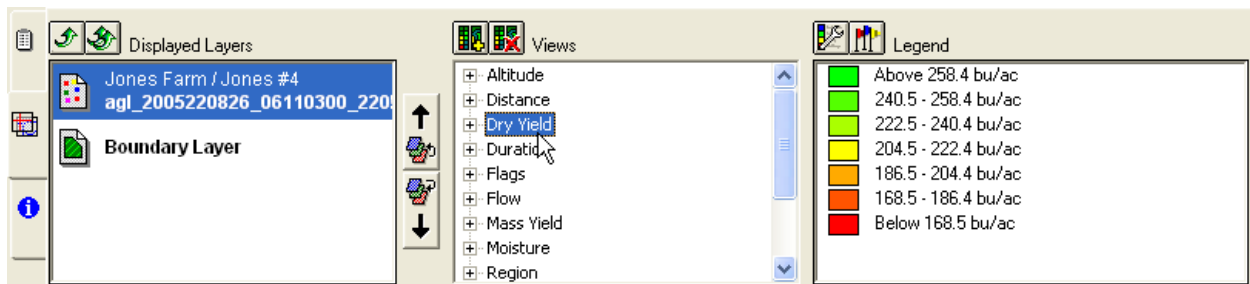 Displayed Layers
Jones Farm / Jones #4
agl_2005220826_06110300_220
Boundary Layer
Views
Altitude
Distance
Dry Yield
Duration
Flags
Flow
Mass Yield
Moisture
Region
Legend
Above 258.4 bu/ac
240.5 - 258.4 bu/ac
222.5 - 240.4 bu/ac
204.5 - 222.4 bu/ac
186.5 - 204.4 bu/ac
168.5 - 186.4 bu/ac
Below 168.5 bu/ac